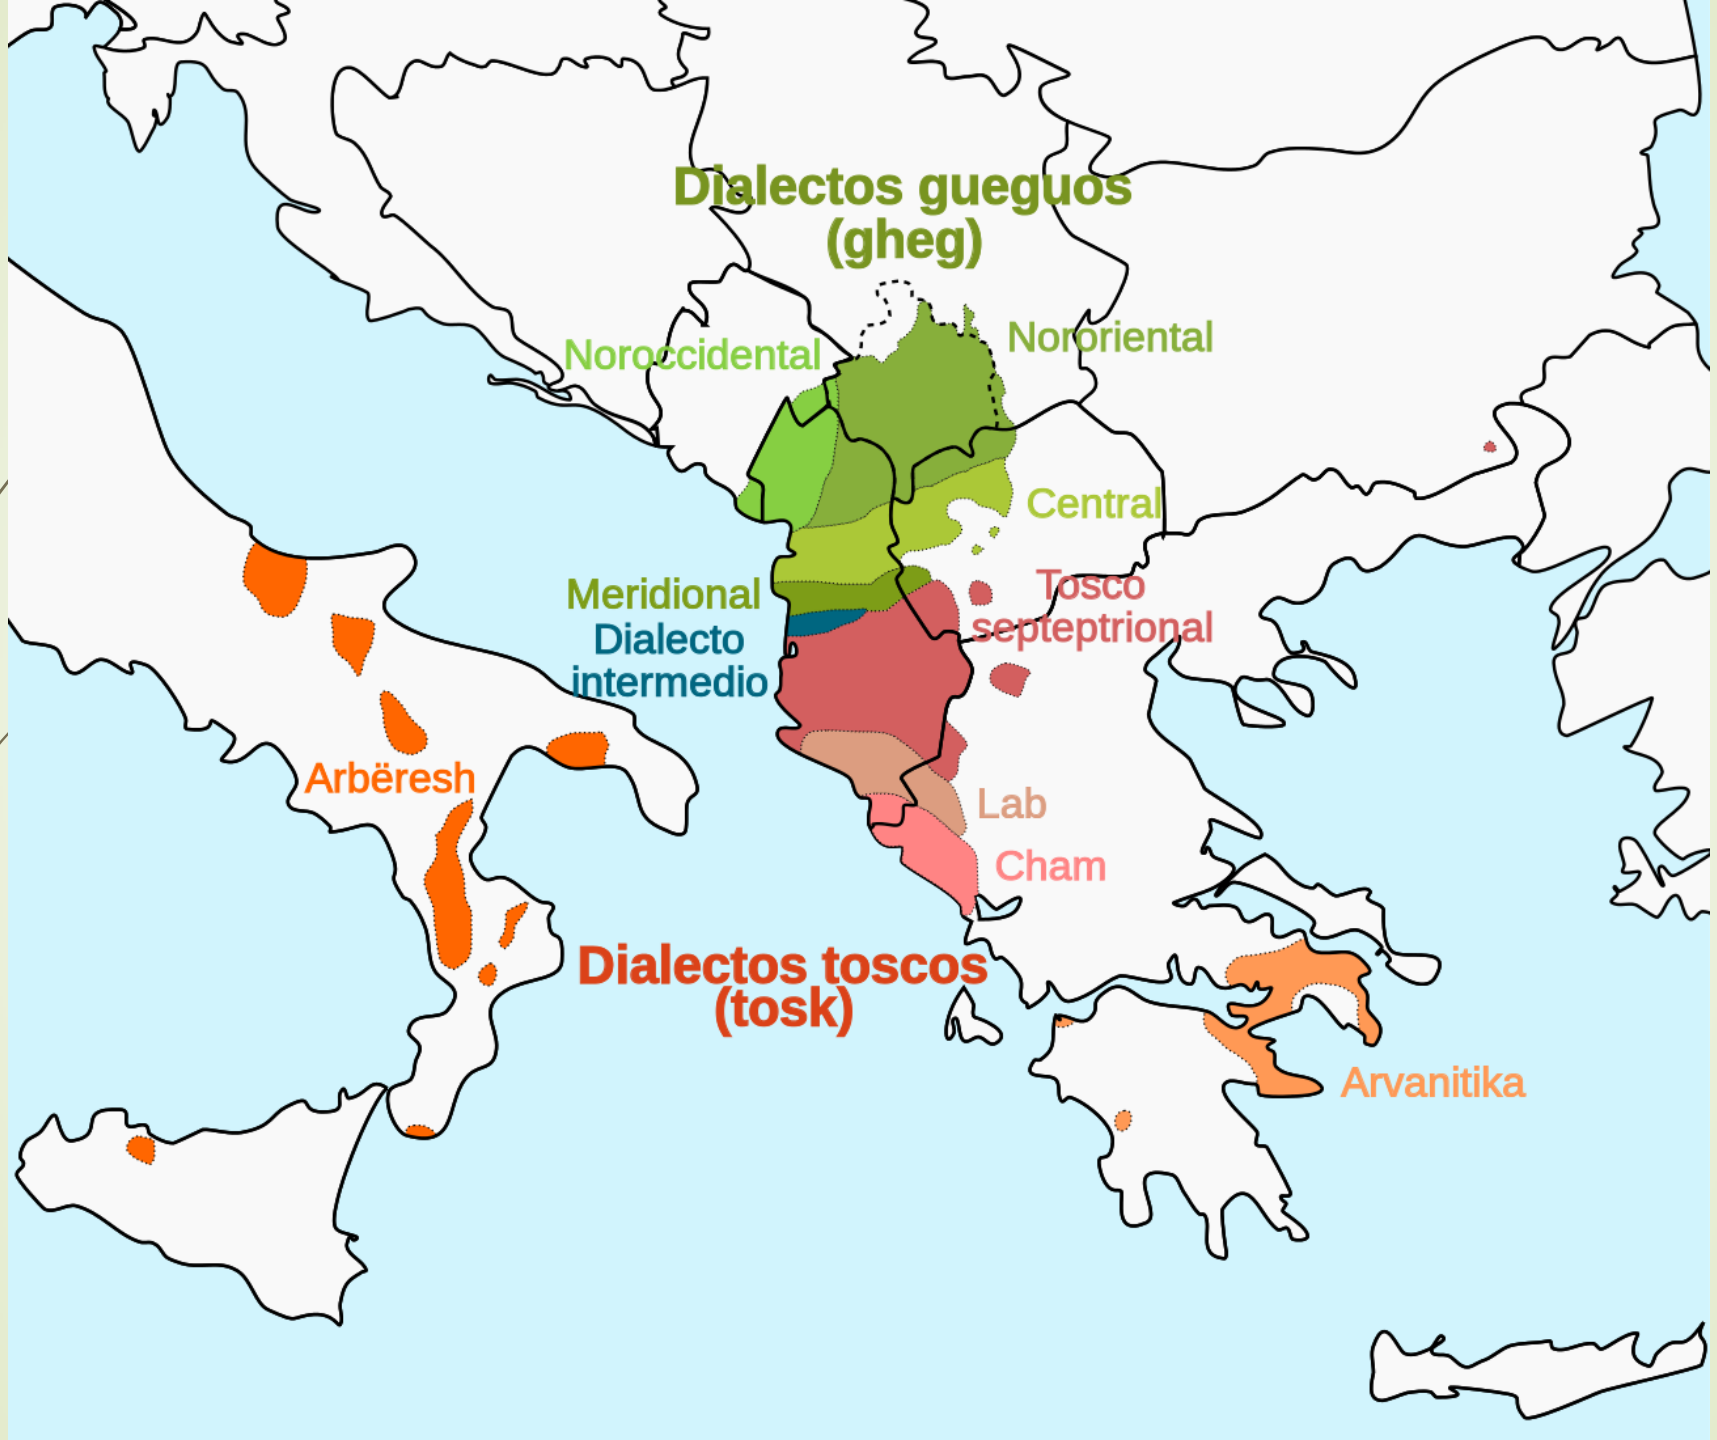 Dialectos gueguos
(gheg)
Noroccidental
Nororiental
Central
Meridional
Dialecto
intermedio
Tosco
septeptrional
Arbëresh
Lab
Cham
Dialectos toscos
(tosk)
Arvanitika